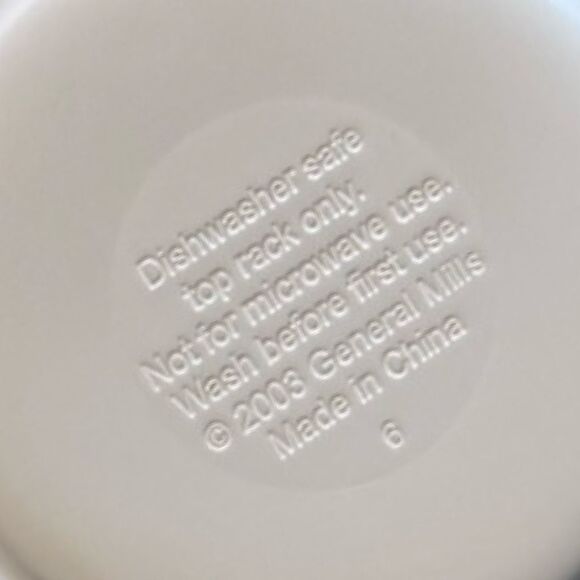 Dishwasher safe
top rack only.
Not for microwave use.
Wash before first use.
© 2003 General Mills
Made in China
6